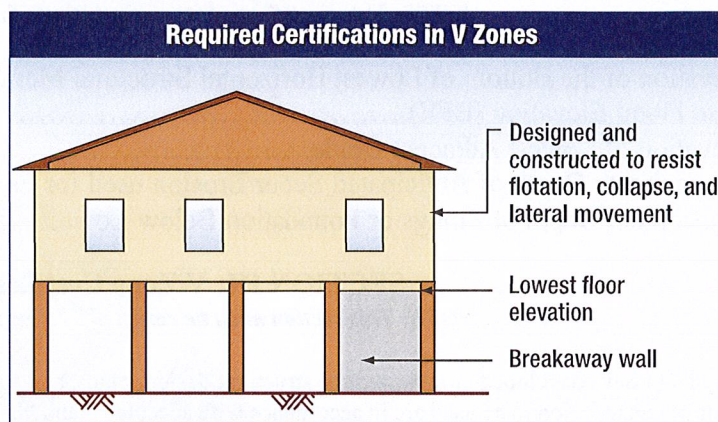 Required Certifications in V Zones
Designed and
constructed to resist
flotation, collapse, and
lateral movement
Lowest floor
elevation
Breakaway wall